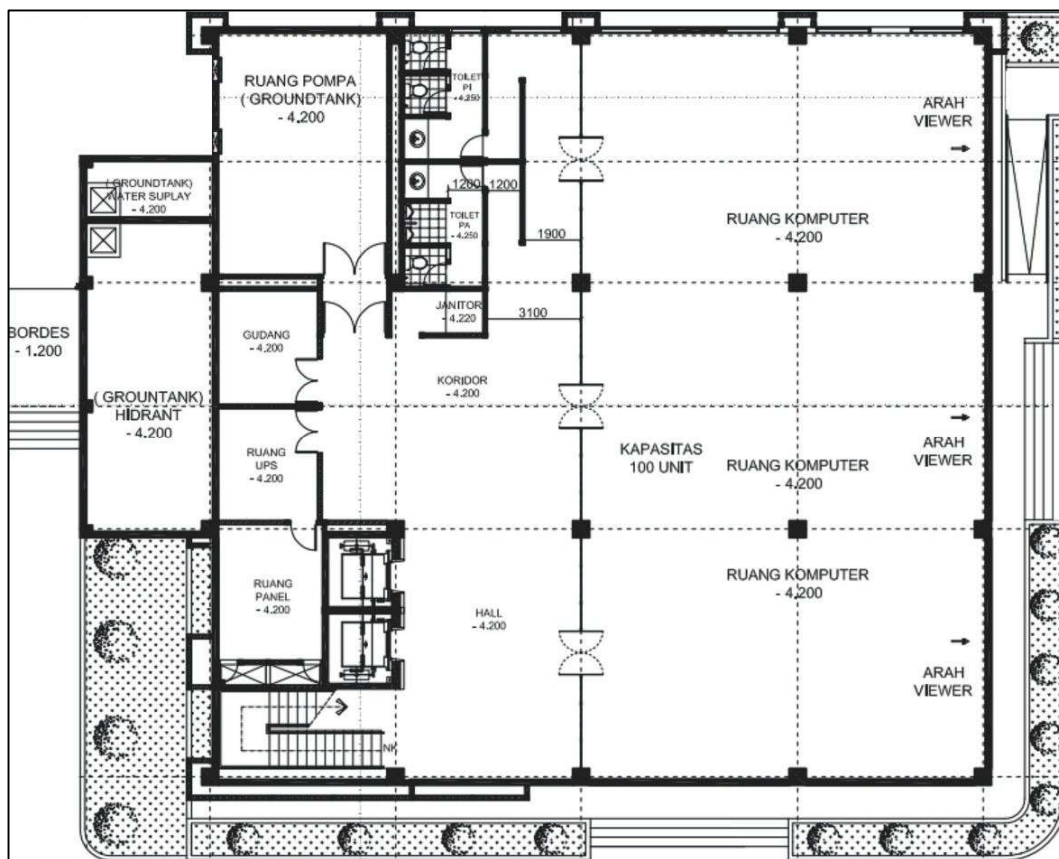 RUANG POMPA
( GROUNDTANK)
- 4.200
TOILET
PI
- 4.250
ARAH
VIEWER
( GROUNDTANK)
WATER SUPLAY
- 4.200
1200
1200
TOILET
PA
- 4.250
1900
RUANG KOMPUTER
- 4.200
JANITOR
- 4.220
3100
BORDES
- 1.200
GUDANG
- 4.200
KORIDOR
- 4.200
( GROUNTANK)
HIDRANT
- 4.200
ARAH
VIEWER
RUANG
UPS
- 4.200
KAPASITAS
100 UNIT
RUANG KOMPUTER
- 4.200
RUANG
PANEL
- 4.200
RUANG KOMPUTER
- 4.200
HALL
- 4.200
ARAH
VIEWER
NK